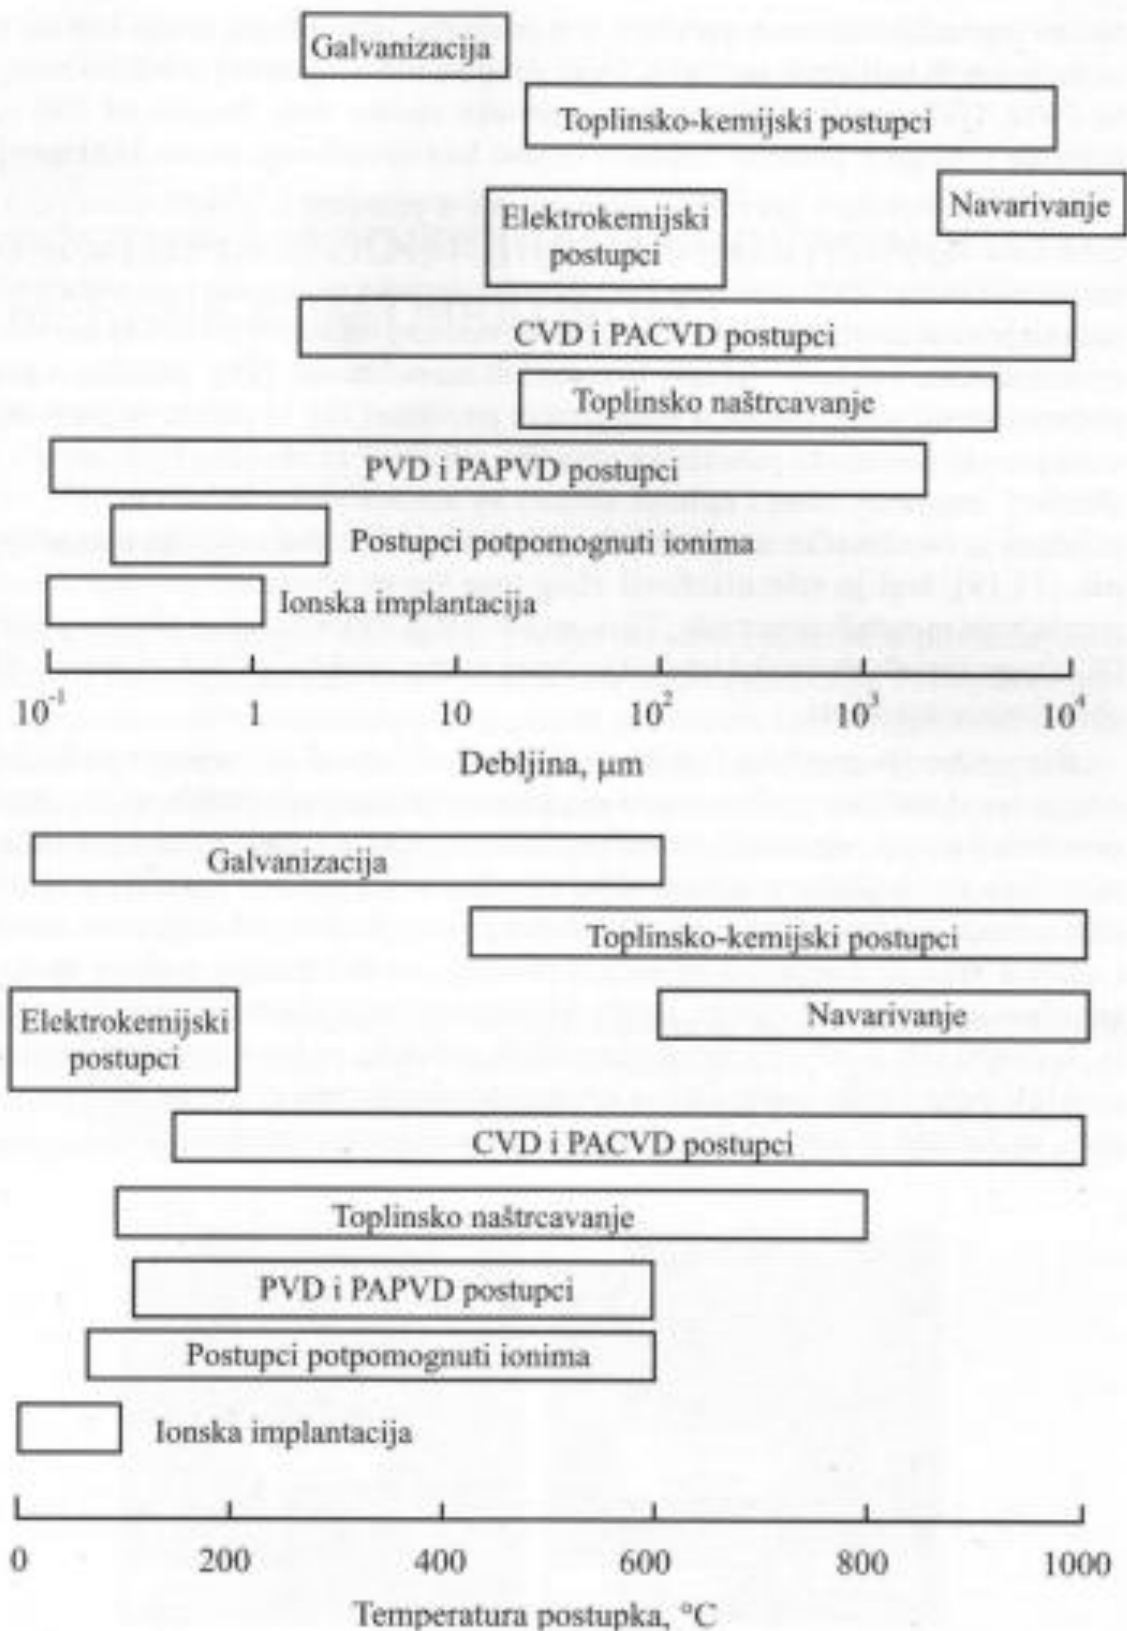 Galvanizacija
Toplinsko-kemijski postupci
Navarivanje
Elektrokemijski
postupci
CVD i PACVD postupci
Toplinsko naštrcavanje
PVD i PAPVD postupci
Postupci potpomognuti ionima
Ionska implantacija
10⁻¹ 1 10 10² 10³ 10⁴
Debljina, μm
Galvanizacija
Toplinsko-kemijski postupci
Navarivanje
Elektrokemijski
postupci
CVD i PACVD postupci
Toplinsko naštrcavanje
PVD i PAPVD postupci
Postupci potpomognuti ionima
Ionska implantacija
0 200 400 600 800 1000
Temperatura postupka, °C